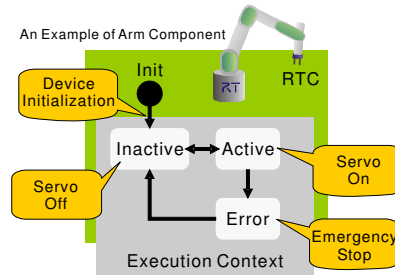 An Example of Arm Component
Init
RT
RTC
Device
Initialization
Inactive
Active
Servo
Off
Servo
On
Error
Emergency
Stop
Execution Context